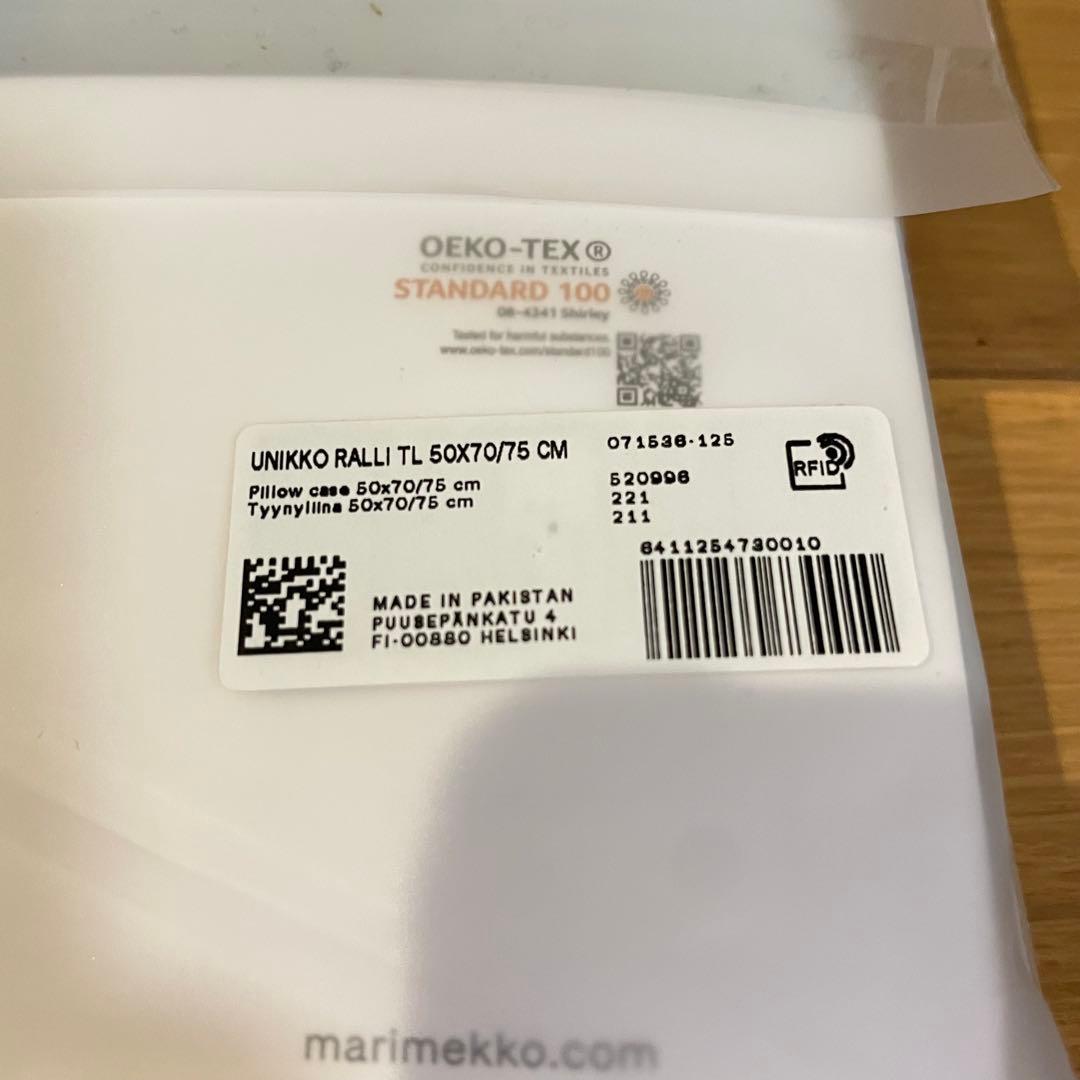 OEKO-TEX®
CONFIDENCE IN TEXTILES
STANDARD 100
08-4341 Shirley
Tested for harmful substances.
www.oeko-tex.com/standard100
UNIKKO RALLI TL 50X70/75 CM
Pillow case 50x70/75 cm
Tyynyliina 50x70/75 cm
071536-125
520996
221
211
RFID
6411254730010
MADE IN PAKISTAN
PUUSEPÄNKATU 4
FI-00880 HELSINKI
marimekko.com